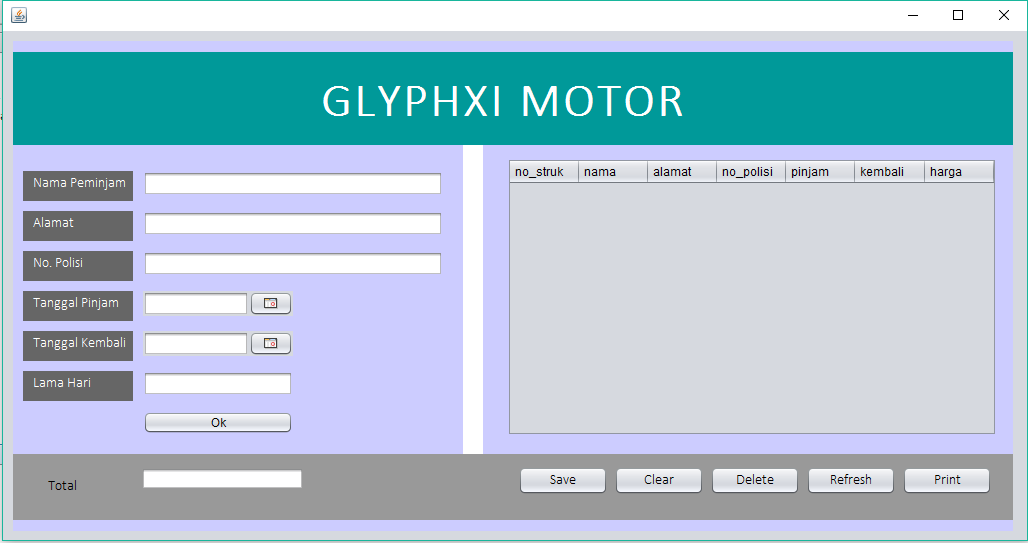 GLYPHXI MOTOR
Nama Peminjam
Alamat
No. Polisi
Tanggal Pinjam
Tanggal Kembali
Lama Hari
Ok
no_struk nama alamat no_polisi pinjam kembali harga
Total
Save Clear Delete Refresh Print